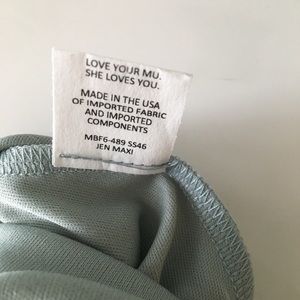 LOVE YOUR MU.
SHE LOVES YOU.
MADE IN THE USA
OF IMPORTED FABRIC
AND IMPORTED
COMPONENTS
MBF6-489 SS46
JEN MAXI